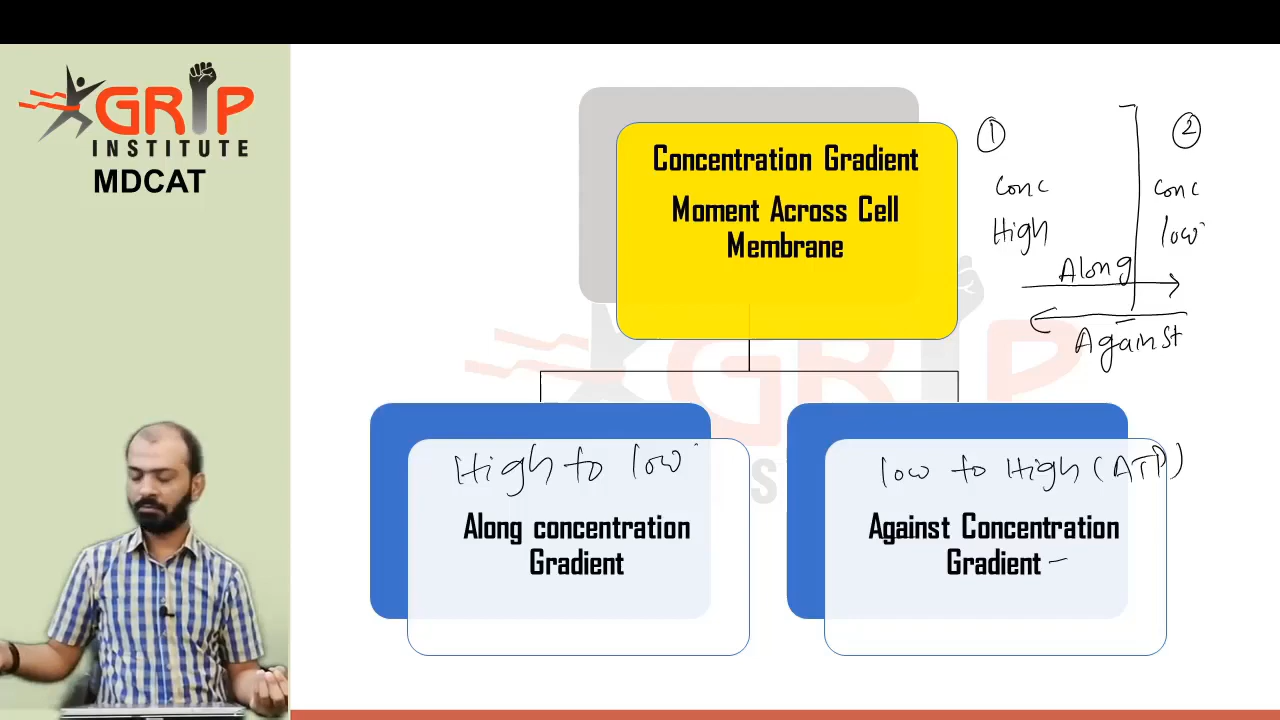 GRIP
INSTITUTE
MDCAT
Concentration Gradient
Moment Across Cell
Membrane
1
2
Conc
High
Conc
low
Along
Against
High to low
Along concentration
Gradient
low to High (ATP)
Against Concentration
Gradient